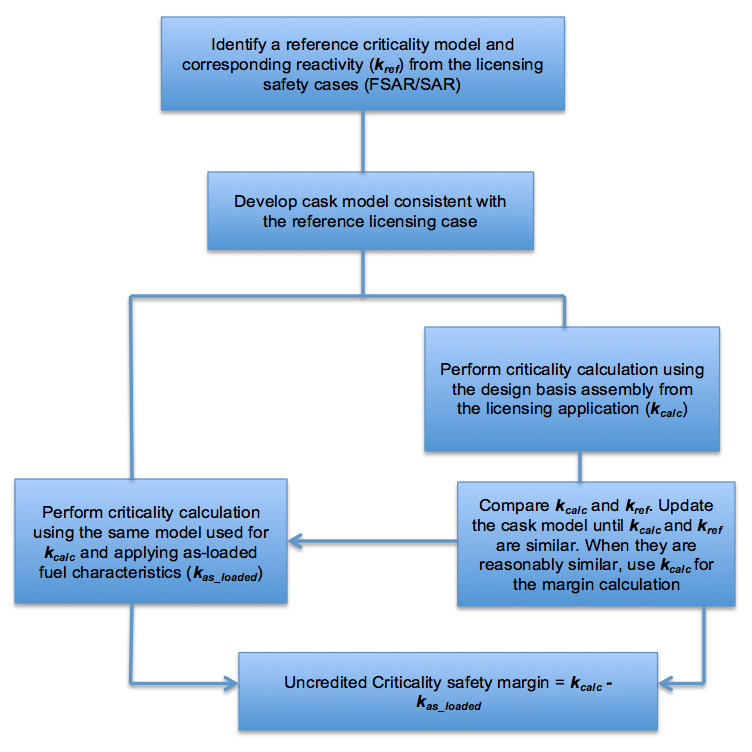 Identify a reference criticality model and
corresponding reactivity (kref) from the licensing
safety cases (FSAR/SAR)
Develop cask model consistent with
the reference licensing case
Perform criticality calculation using
the design basis assembly from
the licensing application (kcalc)
Perform criticality calculation
using the same model used for
kcalc and applying as-loaded
fuel characteristics (kas_loaded)
Compare kcalc and kref. Update
the cask model until kcalc and kref
are similar. When they are
reasonably similar, use kcalc for
the margin calculation
Uncredited Criticality safety margin = kcalc -
kas_loaded